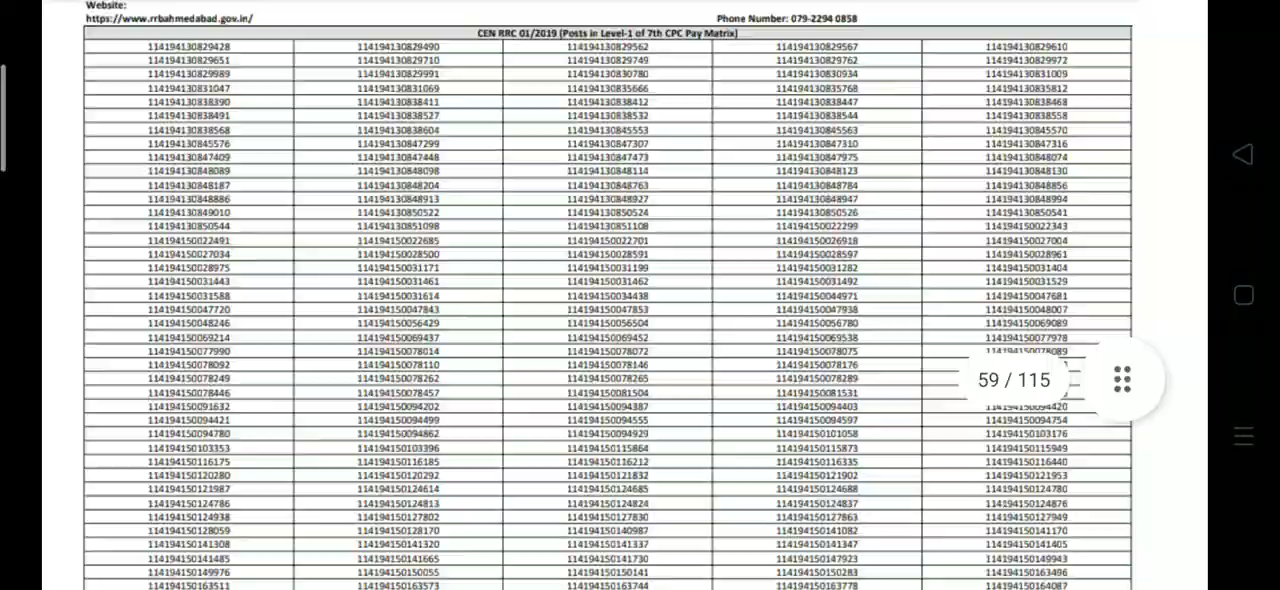 Website:
https://www.rrbahmedabad.gov.in/ Phone Number: 079-2294 0858
CEN RRC 01/2019 (Posts in Level-1 of 7th CPC Pay Matrix)
114194130829428 114194130829490 114194130829562 114194130829567 114194130829610
114194130829651 114194130829710 114194130829749 114194130829762 114194130829972
114194130829989 114194130829991 114194130830780 114194130830934 114194130831009
114194130831047 114194130831069 114194130835666 114194130835768 114194130835812
114194130838390 114194130838411 114194130838412 114194130838447 114194130838468
114194130838491 114194130838527 114194130838532 114194130838544 114194130838558
114194130838568 114194130838604 114194130845553 114194130845563 114194130845570
114194130845576 114194130847299 114194130847307 114194130847310 114194130847316
114194130847409 114194130847448 114194130847473 114194130847975 114194130848074
114194130848089 114194130848098 114194130848114 114194130848123 114194130848130
114194130848187 114194130848204 114194130848763 114194130848784 114194130848856
114194130848886 114194130848913 114194130848927 114194130848947 114194130848994
114194130849010 114194130850522 114194130850524 114194130850526 114194130850541
114194130850544 114194130851098 114194130851108 114194150022299 114194150022343
114194150022491 114194150022685 114194150022701 114194150026918 114194150027004
114194150027034 114194150028500 114194150028591 114194150028597 114194150028961
114194150028975 114194150031171 114194150031199 114194150031282 114194150031404
114194150031443 114194150031461 114194150031462 114194150031492 114194150031529
114194150031588 114194150031614 114194150034438 114194150044971 114194150047681
114194150047720 114194150047843 114194150047853 114194150047938 114194150048007
114194150048246 114194150056429 114194150056504 114194150056780 114194150069089
114194150069214 114194150069437 114194150069452 114194150069538 114194150077978
114194150077990 114194150078014 114194150078072 114194150078075 114194150078089
114194150078092 114194150078110 114194150078146 114194150078176
114194150078249 114194150078262 114194150078265 114194150078289
59 / 115
114194150078446 114194150078457 114194150081504 114194150081531
114194150091632 114194150094202 114194150094387 114194150094403 114194150094420
114194150094421 114194150094499 114194150094555 114194150094597 114194150094754
114194150094780 114194150094862 114194150094929 114194150101058 114194150103176
114194150103353 114194150103396 114194150115864 114194150115873 114194150115949
114194150116175 114194150116185 114194150116212 114194150116335 114194150116440
114194150120280 114194150120292 114194150121832 114194150121902 114194150121953
114194150121987 114194150124614 114194150124685 114194150124688 114194150124780
114194150124786 114194150124813 114194150124824 114194150124837 114194150124876
114194150124938 114194150127802 114194150127830 114194150127863 114194150127949
114194150128059 114194150128170 114194150140987 114194150141082 114194150141170
114194150141308 114194150141320 114194150141337 114194150141347 114194150141405
114194150141485 114194150141665 114194150141730 114194150147923 114194150149943
114194150149976 114194150150055 114194150150141 114194150150283 114194150163496
114194150163511 114194150163573 114194150163744 114194150163778 114194150164087